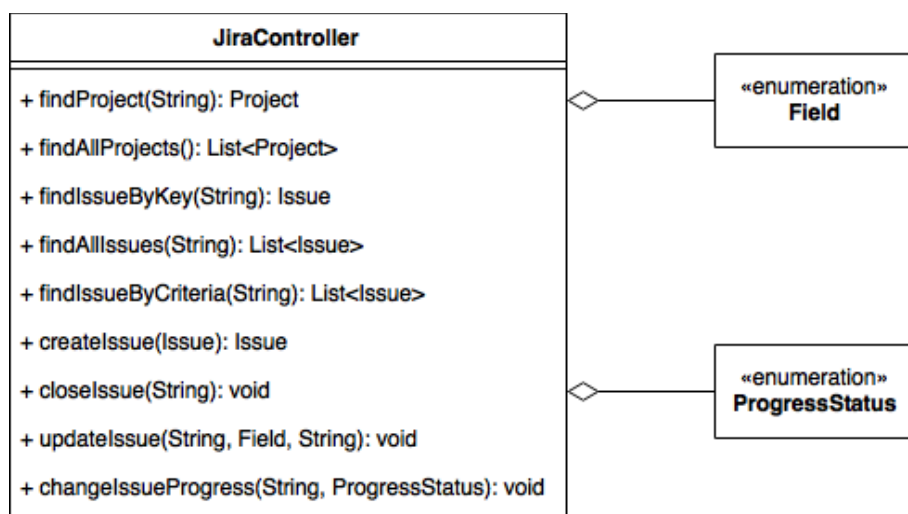 JiraController
+ findProject(String): Project
+ findAllProjects(): List<Project>
+ findIssueByKey(String): Issue
+ findAllIssues(String): List<Issue>
+ findIssueByCriteria(String): List<Issue>
+ createIssue(Issue): Issue
+ closeIssue(String): void
+ updateIssue(String, Field, String): void
+ changeIssueProgress(String, ProgressStatus): void
«enumeration»
Field
«enumeration»
ProgressStatus